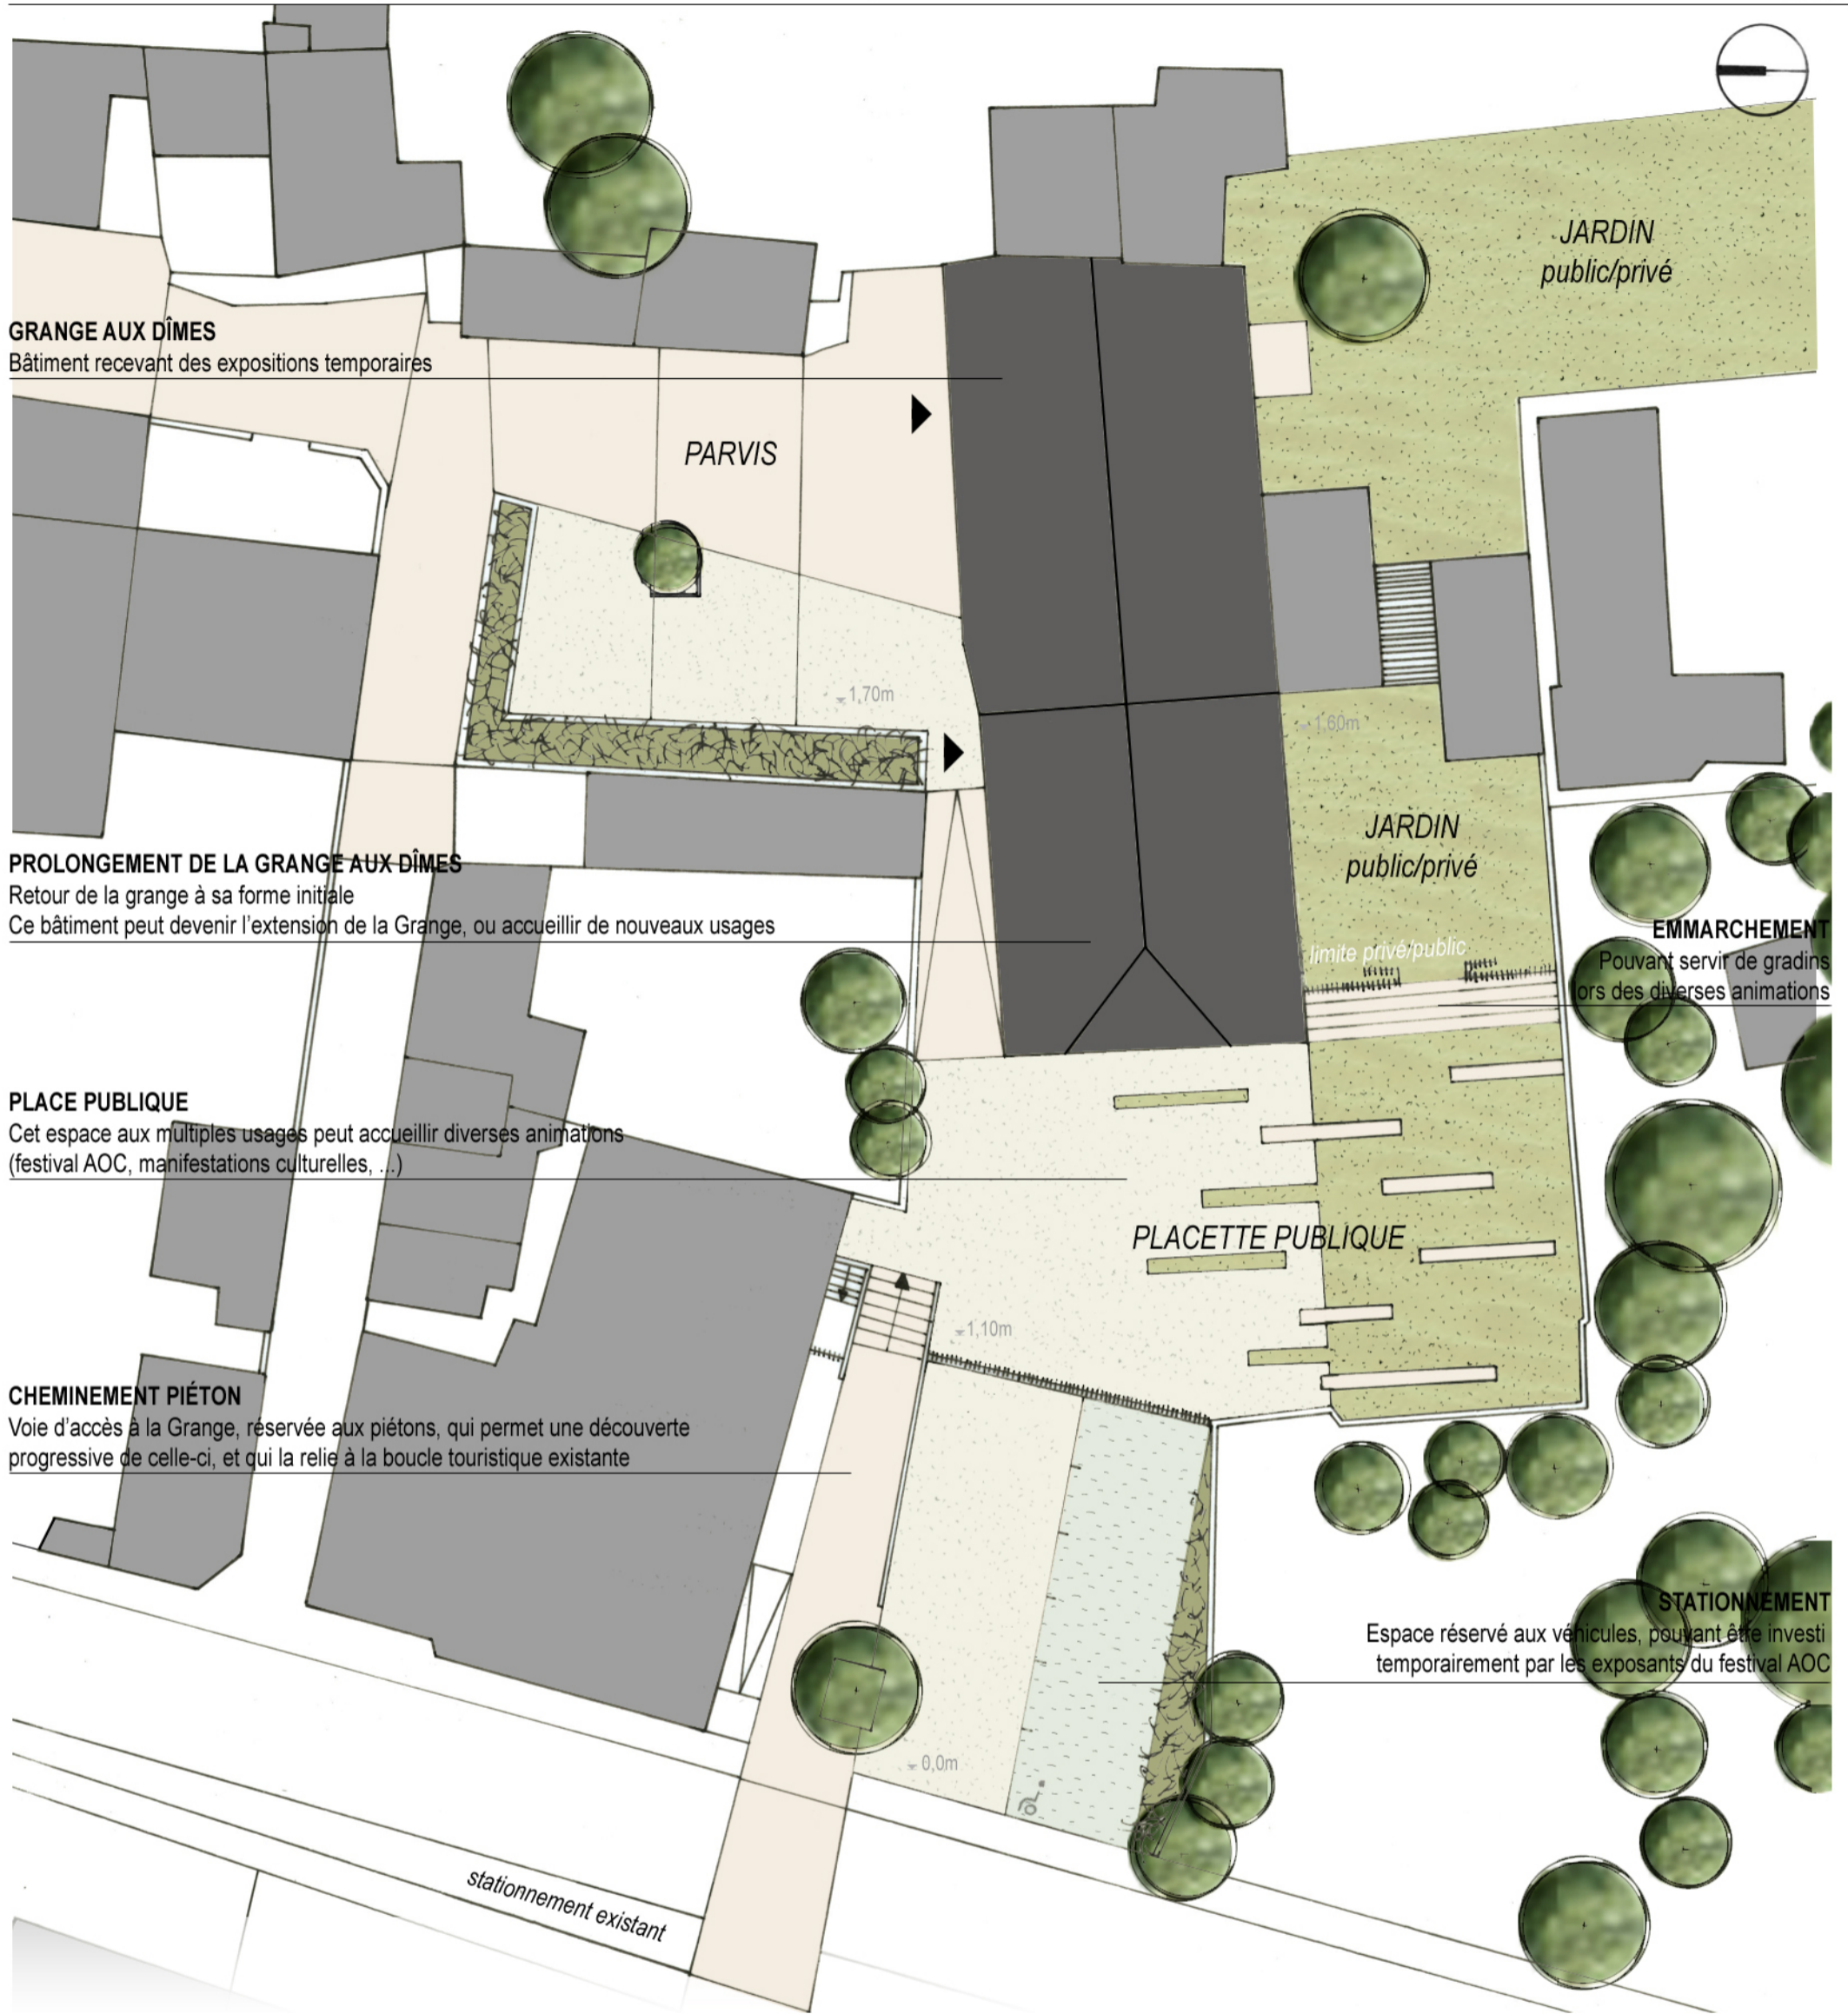 JARDIN
public/privé
GRANGE AUX DÎMES
Bâtiment recevant des expositions temporaires
PARVIS
1,70m
1,60m
JARDIN
public/privé
PROLONGEMENT DE LA GRANGE AUX DÎMES
Retour de la grange à sa forme initiale
Ce bâtiment peut devenir l'extension de la Grange, ou accueillir de nouveaux usages
EMMARCHEMENT
Pouvant servir de gradins
lors des diverses animations
limite privé/public
PLACE PUBLIQUE
Cet espace aux multiples usages peut accueillir diverses animations
(festival AOC, manifestations culturelles, ...)
PLACETTE PUBLIQUE
1,10m
CHEMINEMENT PIÉTON
Voie d'accès à la Grange, réservée aux piétons, qui permet une découverte
progressive de celle-ci, et qui la relie à la boucle touristique existante
STATIONNEMENT
Espace réservé aux véhicules, pouvant être investi
temporairement par les exposants du festival AOC
0,0m
stationnement existant